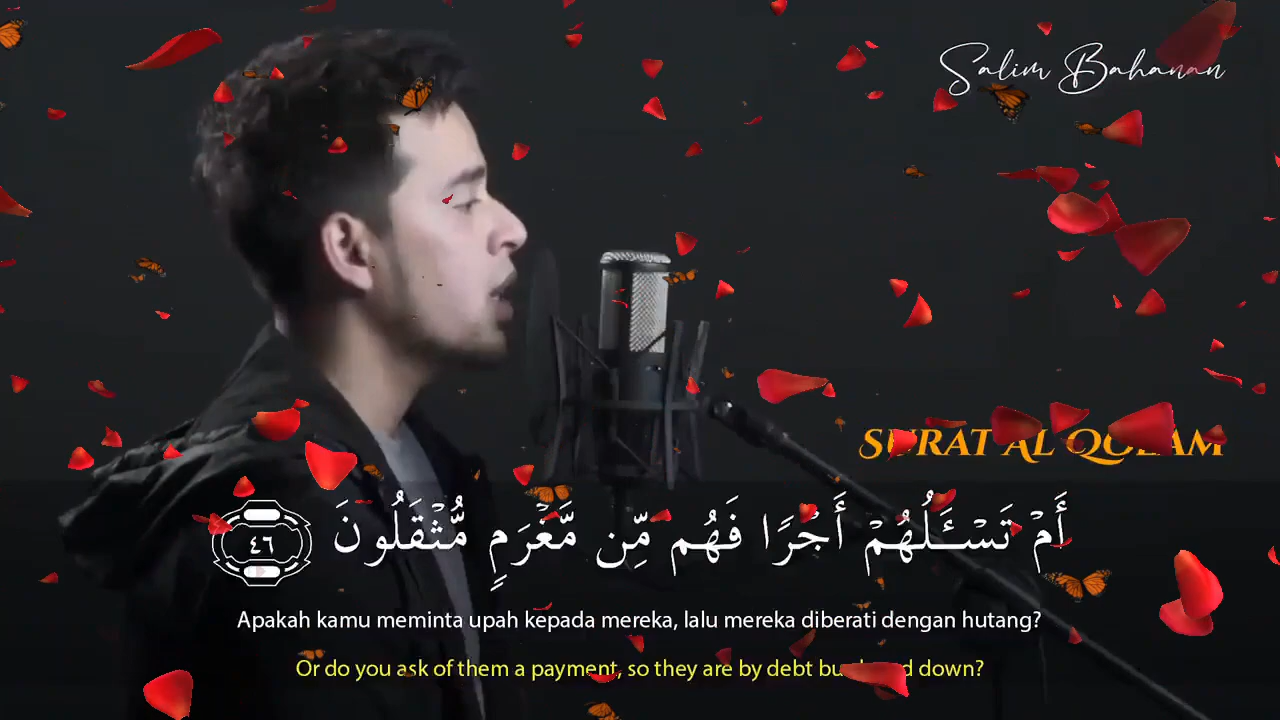 Salim Bahanan
SURAT AL QOLAM
أَمْ تَسْـَٔلُهُمْ أَجْرًا فَهُم مِّن مَّغْرَمٍ مُّثْقَلُونَ ٤٦
Apakah kamu meminta upah kepada mereka, lalu mereka diberati dengan hutang?
Or do you ask of them a payment, so they are by debt down?